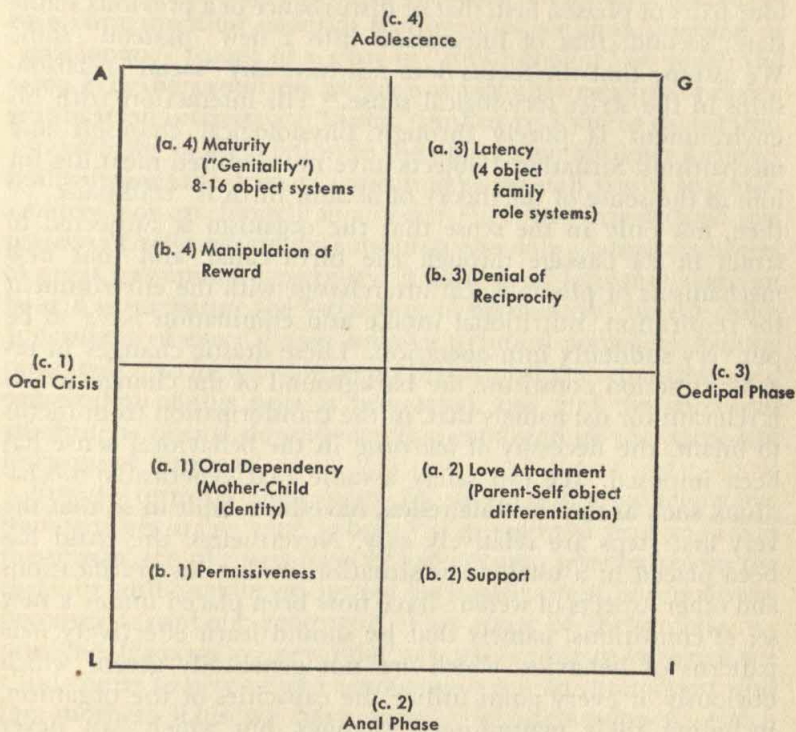 (c. 4)
Adolescence
A
G
(a. 4) Maturity
("Genitality")
8-16 object systems
(a. 3) Latency
(4 object
family
role systems)
(b. 4) Manipulation of
Reward
(b. 3) Denial of
Reciprocity
(c. 1)
Oral Crisis
(c. 3)
Oedipal Phase
(a. 1) Oral Dependency
(Mother-Child
Identity)
(a. 2) Love Attachment
(Parent-Self object
differentiation)
(b. 1) Permissiveness
(b. 2) Support
L
I
(c. 2)
Anal Phase